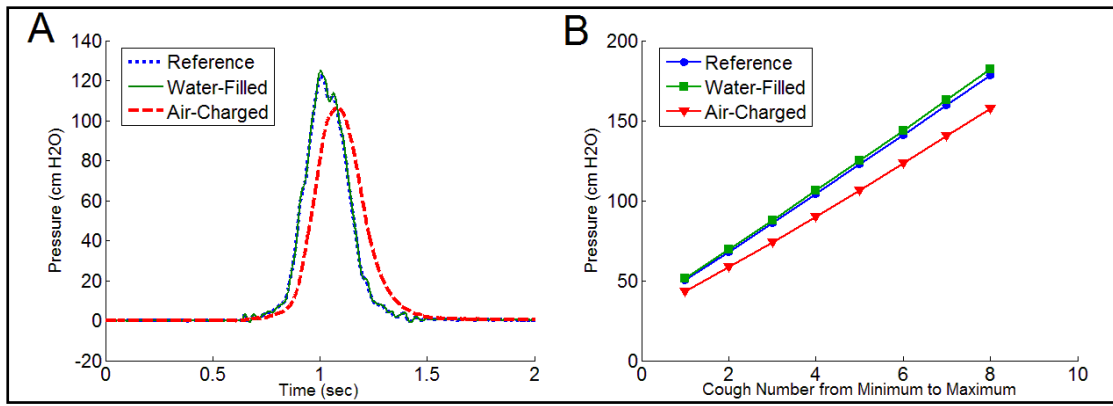 A
140
120
100
80
60
40
20
0
-20
Pressure (cm H2O)
Reference
Water-Filled
Air-Charged
0 0.5 1 1.5 2
Time (sec)
B
200
150
100
50
0
Pressure (cm H2O)
Reference
Water-Filled
Air-Charged
0 2 4 6 8 10
Cough Number from Minimum to Maximum